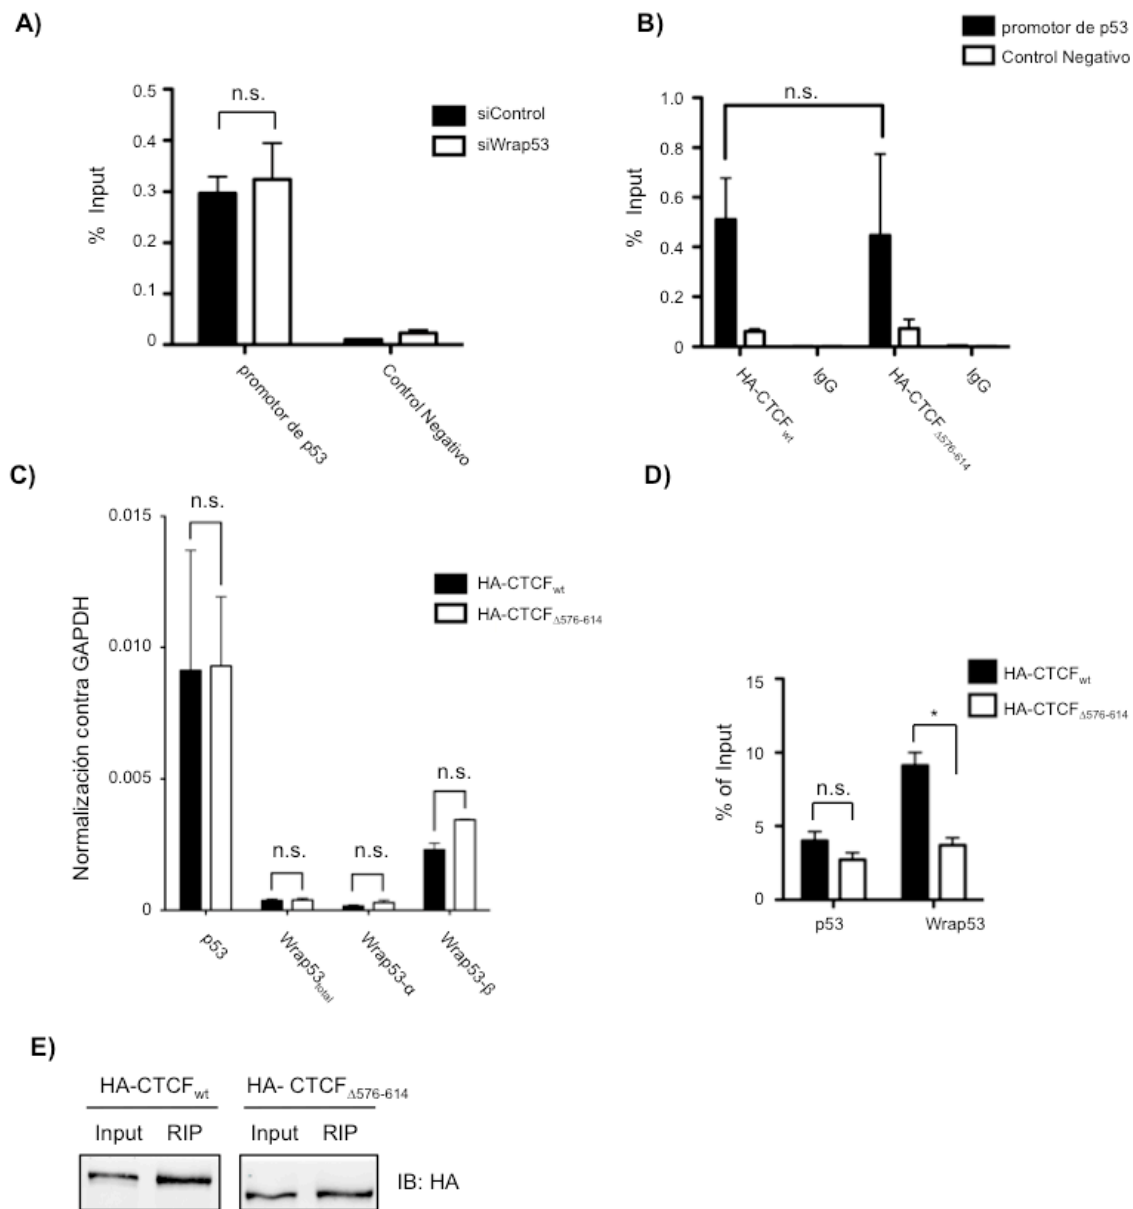 A)
0.5
0.4
0.3
0.2
0.1
0
% Input
n.s.
siControl
siWrap53
promotor de p53
Control Negativo
B)
promotor de p53
Control Negativo
1.0
0.8
0.6
0.4
0.2
0
% Input
n.s.
HA-CTCFwt
IgG
HA-CTCFΔ576-614
IgG
C)
0.015
0.010
0.005
0
Normalización contra GAPDH
n.s.
n.s.
n.s.
n.s.
HA-CTCFwt
HA-CTCFΔ576-614
p53
Wrap53total
Wrap53-α
Wrap53-β
D)
HA-CTCFwt
HA-CTCFΔ576-614
15
10
5
0
% of Input
n.s.
*
p53
Wrap53
E)
HA-CTCFwt
HA- CTCFΔ576-614
Input RIP
Input RIP
IB: HA